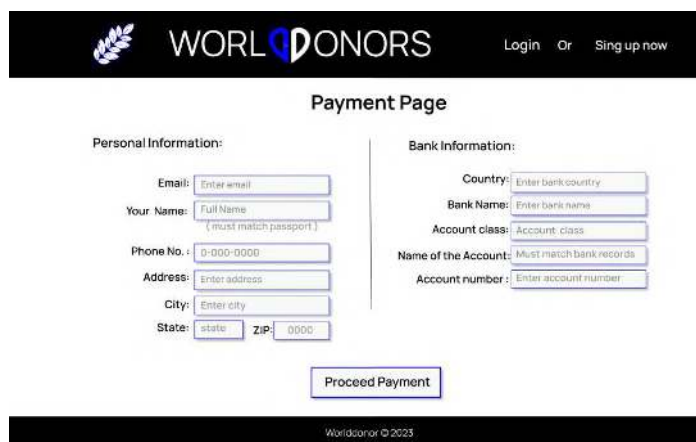 WORLDDONORS
Login Or Sing up now
Payment Page
Personal Information:
Email: Enter email
Your Name: Full Name
( must match passport )
Phone No. : 0-000-0000
Address: Enter address
City: Enter city
State: state ZIP: 0000
Bank Information:
Country: Enter bank country
Bank Name: Enter bank name
Account class: Account class
Name of the Account: Must match bank records
Account number : Enter account number
Proceed Payment
Worlddonor © 2023